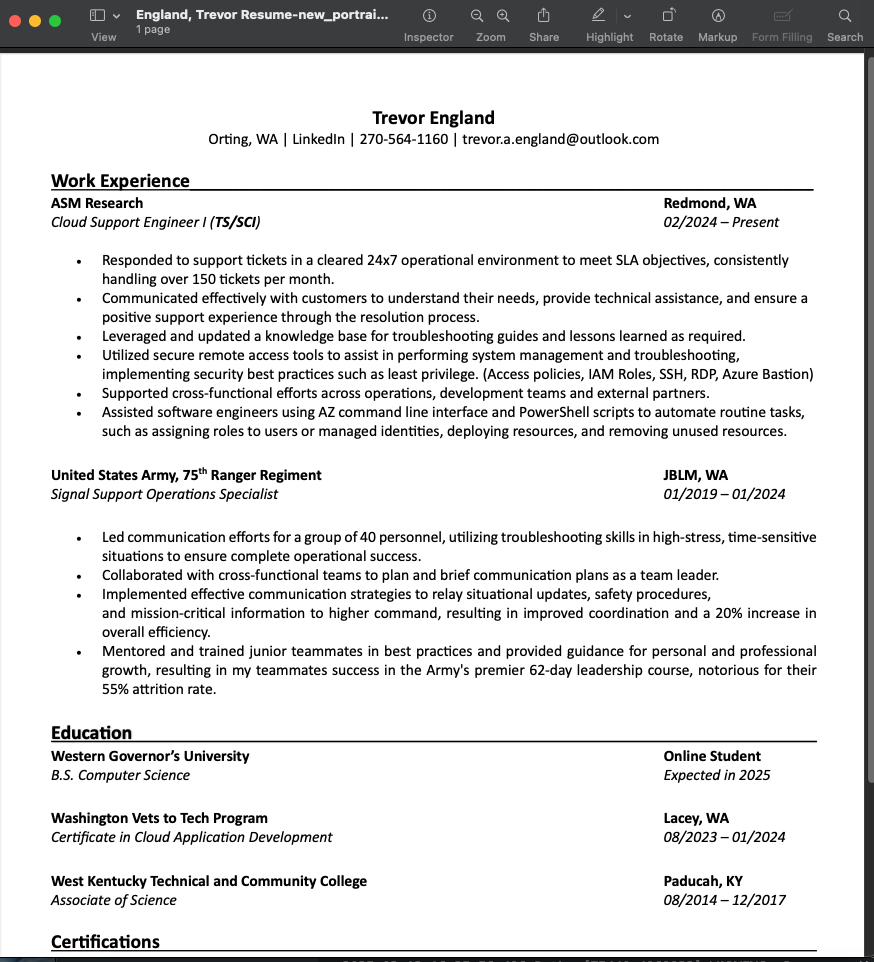 England, Trevor Resume-new_portrai...
1 page
View
Inspector
Zoom
Share
Highlight
Rotate
Markup
Form Filling
Search
Trevor England
Orting, WA | LinkedIn | 270-564-1160 | trevor.a.england@outlook.com
Work Experience
ASM Research Redmond, WA
Cloud Support Engineer I (TS/SCI) 02/2024 – Present
• Responded to support tickets in a cleared 24x7 operational environment to meet SLA objectives, consistently
handling over 150 tickets per month.
• Communicated effectively with customers to understand their needs, provide technical assistance, and ensure a
positive support experience through the resolution process.
• Leveraged and updated a knowledge base for troubleshooting guides and lessons learned as required.
• Utilized secure remote access tools to assist in performing system management and troubleshooting,
implementing security best practices such as least privilege. (Access policies, IAM Roles, SSH, RDP, Azure Bastion)
• Supported cross-functional efforts across operations, development teams and external partners.
• Assisted software engineers using AZ command line interface and PowerShell scripts to automate routine tasks,
such as assigning roles to users or managed identities, deploying resources, and removing unused resources.
United States Army, 75th Ranger Regiment JBLM, WA
Signal Support Operations Specialist 01/2019 – 01/2024
• Led communication efforts for a group of 40 personnel, utilizing troubleshooting skills in high-stress, time-sensitive
situations to ensure complete operational success.
• Collaborated with cross-functional teams to plan and brief communication plans as a team leader.
• Implemented effective communication strategies to relay situational updates, safety procedures,
and mission-critical information to higher command, resulting in improved coordination and a 20% increase in
overall efficiency.
• Mentored and trained junior teammates in best practices and provided guidance for personal and professional
growth, resulting in my teammates success in the Army's premier 62-day leadership course, notorious for their
55% attrition rate.
Education
Western Governor’s University Online Student
B.S. Computer Science Expected in 2025
Washington Vets to Tech Program Lacey, WA
Certificate in Cloud Application Development 08/2023 – 01/2024
West Kentucky Technical and Community College Paducah, KY
Associate of Science 08/2014 – 12/2017
Certifications